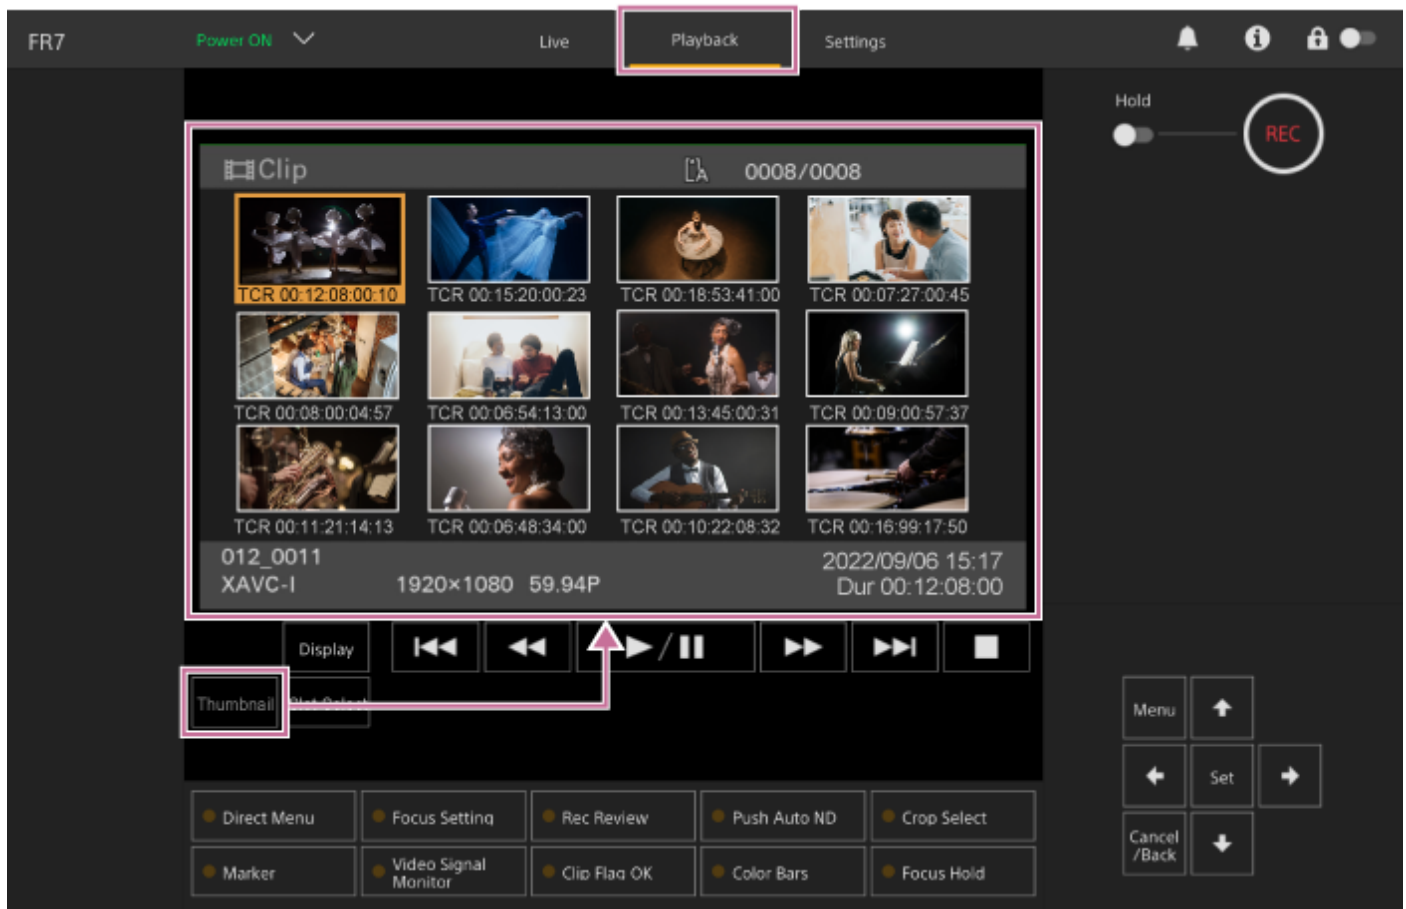 FR7
Power ON
Live
Playback
Settings
Hold
REC
Clip
A
0008/0008
TCR 00:12:08:00:10
TCR 00:15:20:00:23
TCR 00:18:53:41:00
TCR 00:07:27:00:45
TCR 00:08:00:04:57
TCR 00:06:54:13:00
TCR 00:13:45:00:31
TCR 00:09:00:57:37
TCR 00:11:21:14:13
TCR 00:06:48:34:00
TCR 00:10:22:08:32
TCR 00:16:99:17:50
012_0011
2022/09/06 15:17
XAVC-I
1920×1080 59.94P
Dur 00:12:08:00
Display
Thumbnail
Slot Select
Menu
Set
Cancel
/Back
Direct Menu
Focus Setting
Rec Review
Push Auto ND
Crop Select
Marker
Video Signal
Monitor
Clip Flag OK
Color Bars
Focus Hold